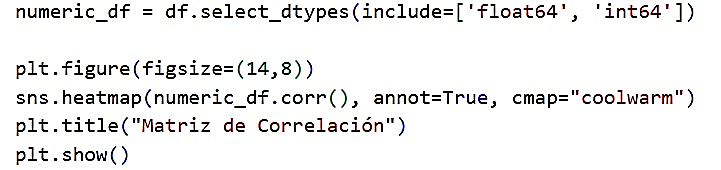 numeric_df = df.select_dtypes(include=['float64', 'int64'])
plt.figure(figsize=(14,8))
sns.heatmap(numeric_df.corr(), annot=True, cmap="coolwarm")
plt.title("Matriz de Correlación")
plt.show()